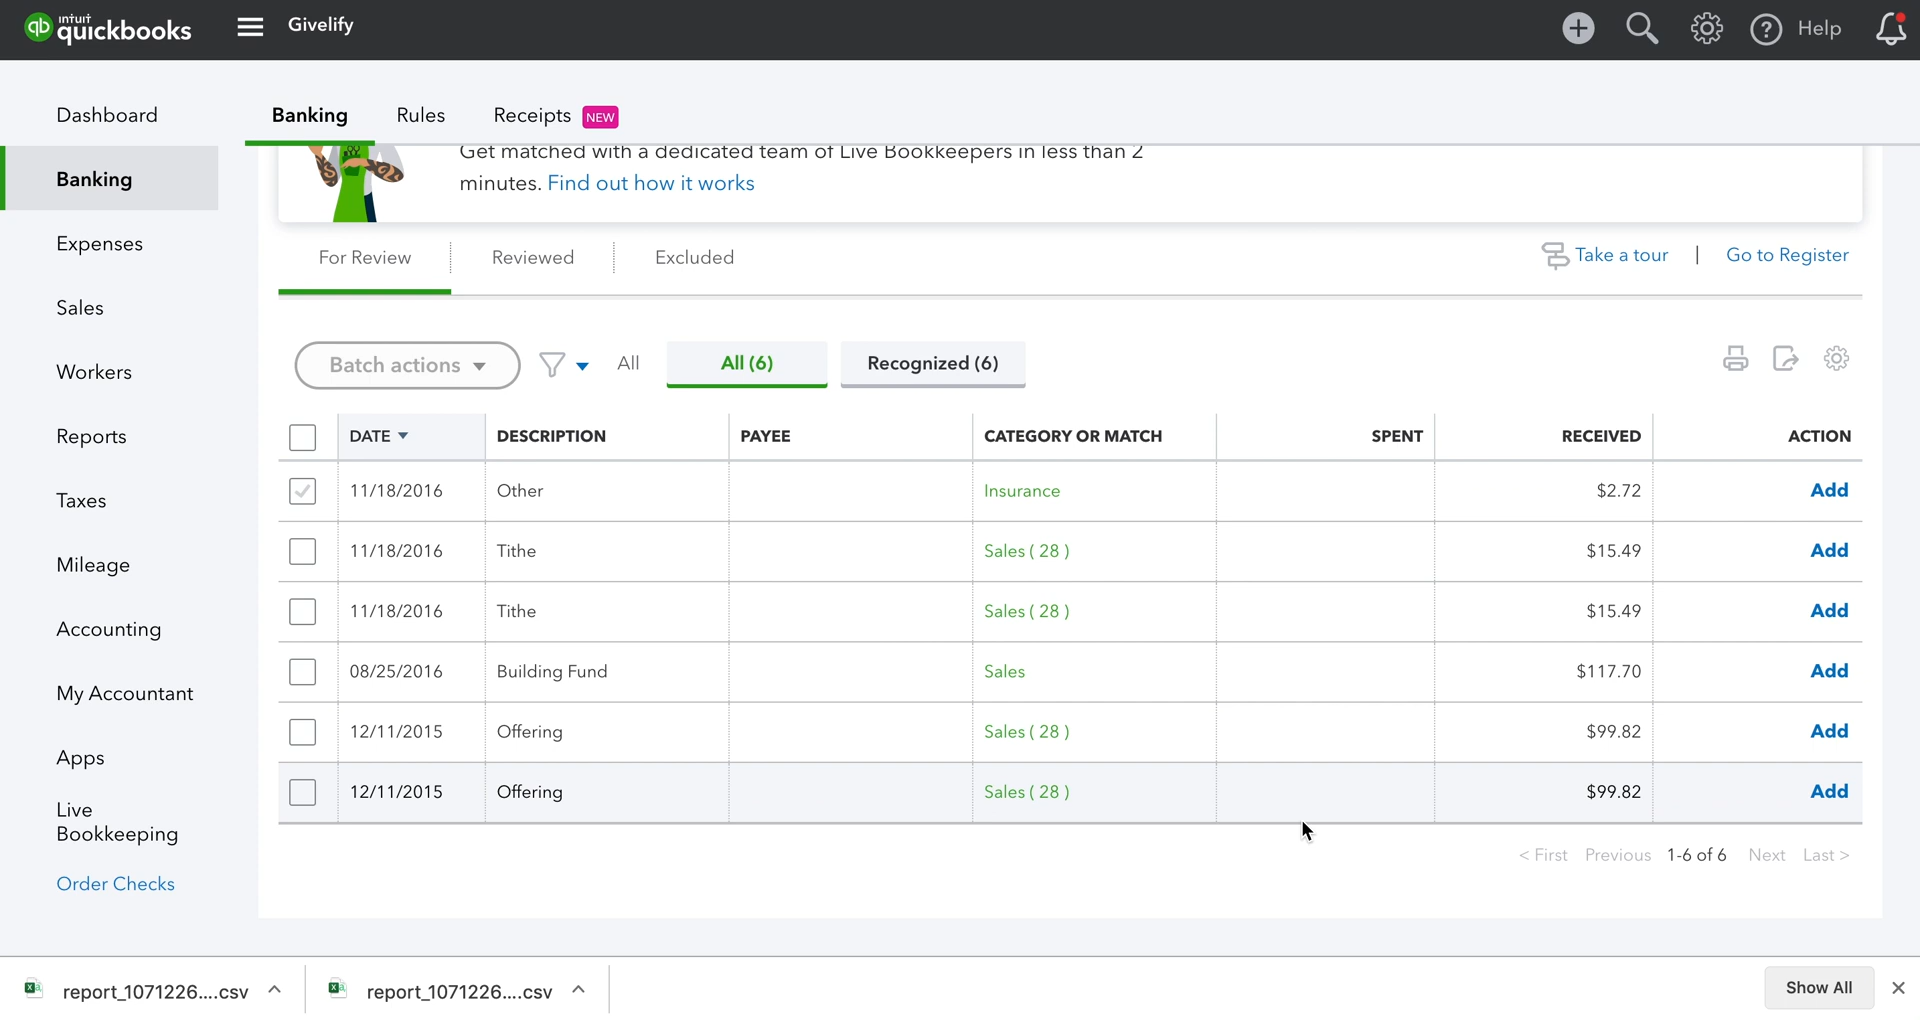 intuit quickbooks
Givelify
Help
Dashboard
Banking
Expenses
Sales
Workers
Reports
Taxes
Mileage
Accounting
My Accountant
Apps
Live
Bookkeeping
Order Checks
Banking Rules Receipts NEW
Get matched with a dedicated team of Live Bookkeepers in less than 2
minutes. Find out how it works
For Review Reviewed Excluded Take a tour | Go to Register
Batch actions All All (6) Recognized (6)
DATE DESCRIPTION PAYEE CATEGORY OR MATCH SPENT RECEIVED ACTION
11/18/2016 Other Insurance $2.72 Add
11/18/2016 Tithe Sales ( 28 ) $15.49 Add
11/18/2016 Tithe Sales ( 28 ) $15.49 Add
08/25/2016 Building Fund Sales $117.70 Add
12/11/2015 Offering Sales ( 28 ) $99.82 Add
12/11/2015 Offering Sales ( 28 ) $99.82 Add
< First Previous 1-6 of 6 Next Last >
report_1071226....csv report_1071226....csv Show All